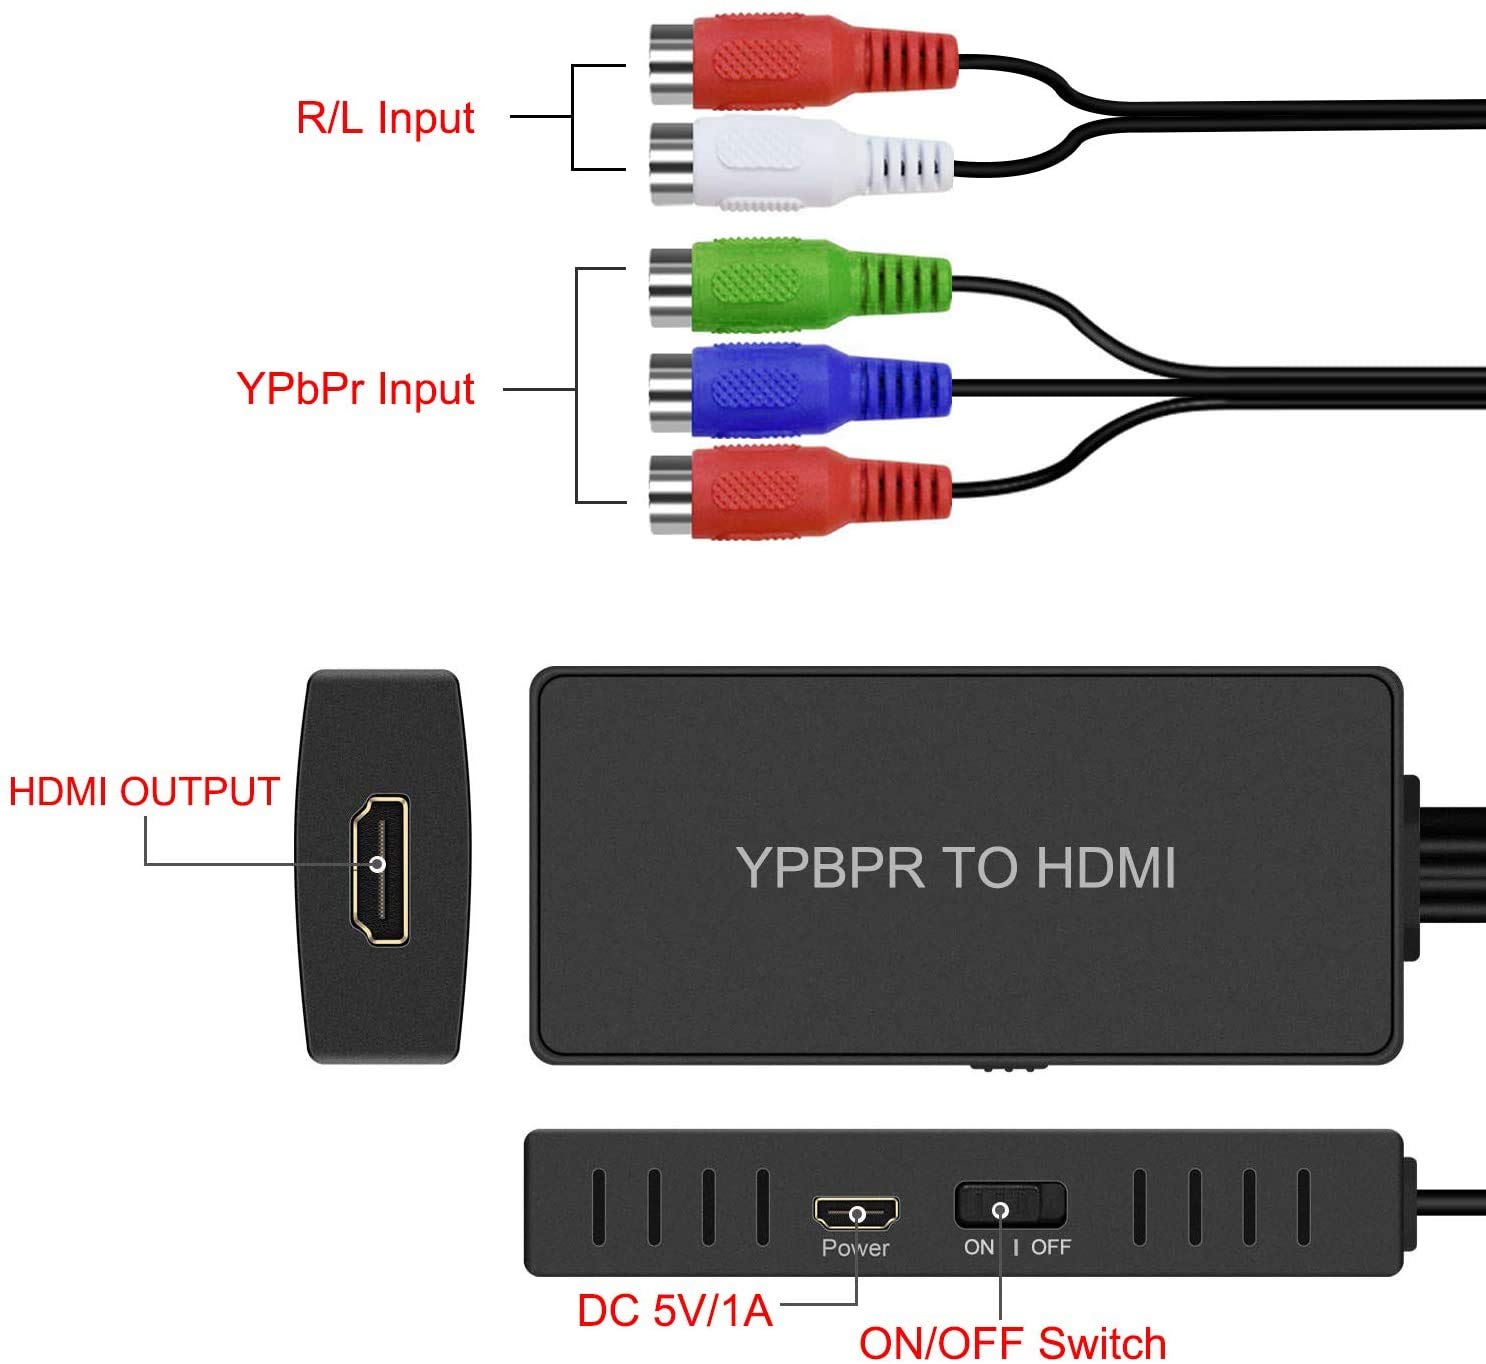 R/L Input
YPbPr Input
HDMI OUTPUT
YPBPR TO HDMI
Power
ON | OFF
DC 5V/1A
ON/OFF Switch